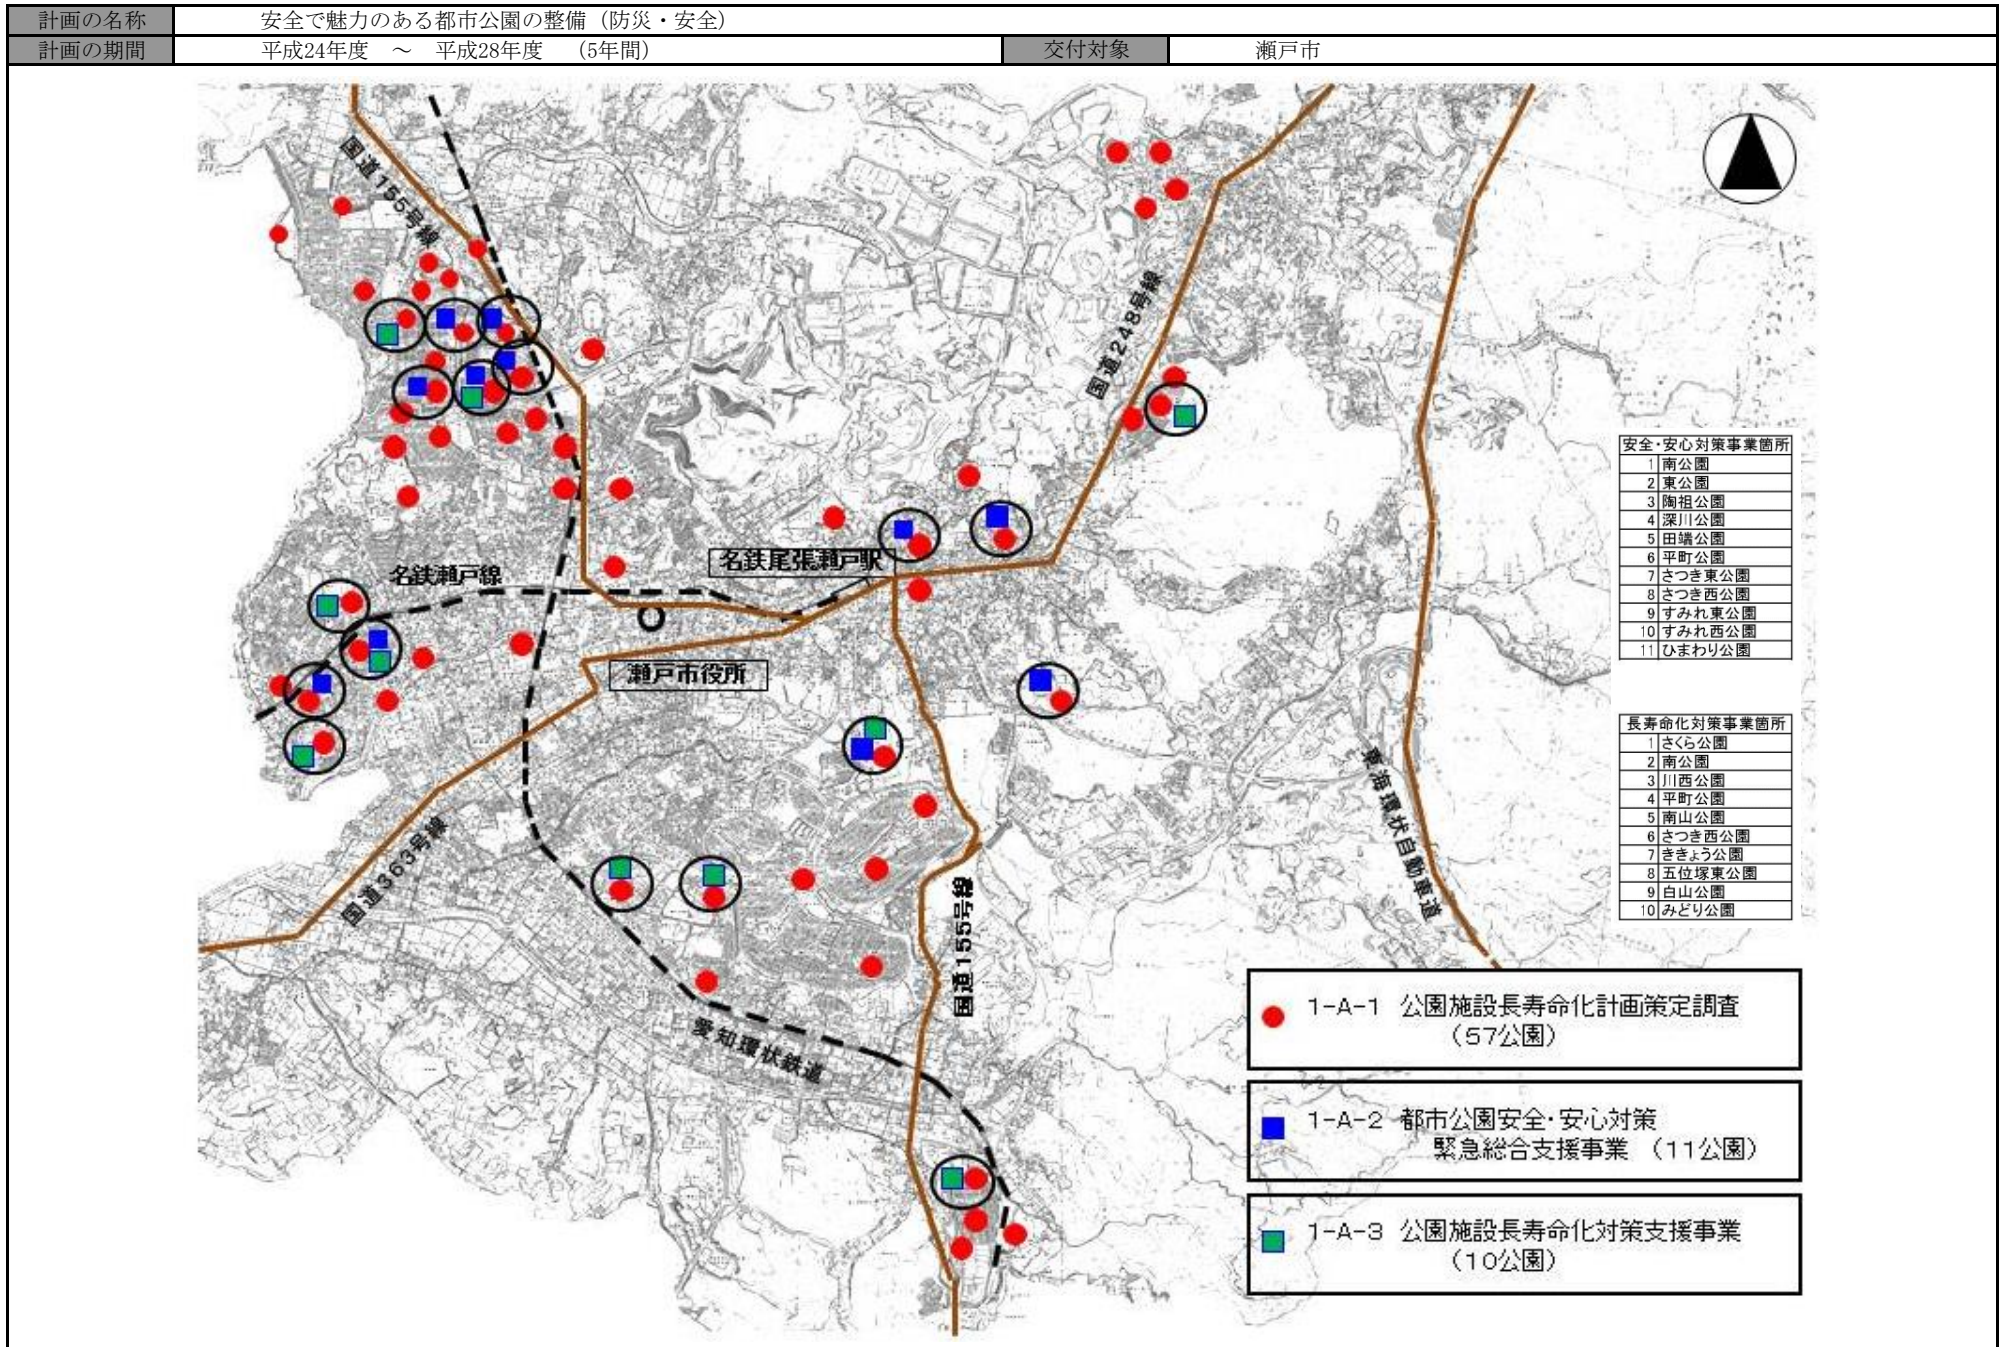 計画の名称 安全で魅力のある都市公園の整備（防災・安全）
計画の期間 平成24年度 ～ 平成28年度 （5年間） 交付対象 瀬戸市
国道155号線
国道248号線
安全・安心対策事業箇所
1 南公園
2 東公園
3 陶祖公園
4 深川公園
5 田端公園
6 平町公園
7 さつき東公園
8 さつき西公園
9 すみれ東公園
10 すみれ西公園
11 ひまわり公園
名鉄尾張瀬戸駅
名鉄瀬戸線
瀬戸市役所
長寿命化対策事業箇所
1 さくら公園
2 南公園
3 川西公園
4 平町公園
5 南山公園
6 さつき西公園
7 ききょう公園
8 五位塚東公園
9 白山公園
10 みどり公園
東海環状自動車道
国道363号線
国道155号線
愛知環状鉄道
1-A-1 公園施設長寿命化計画策定調査
（57公園）
1-A-2 都市公園安全・安心対策
緊急総合支援事業 （11公園）
1-A-3 公園施設長寿命化対策支援事業
（10公園）